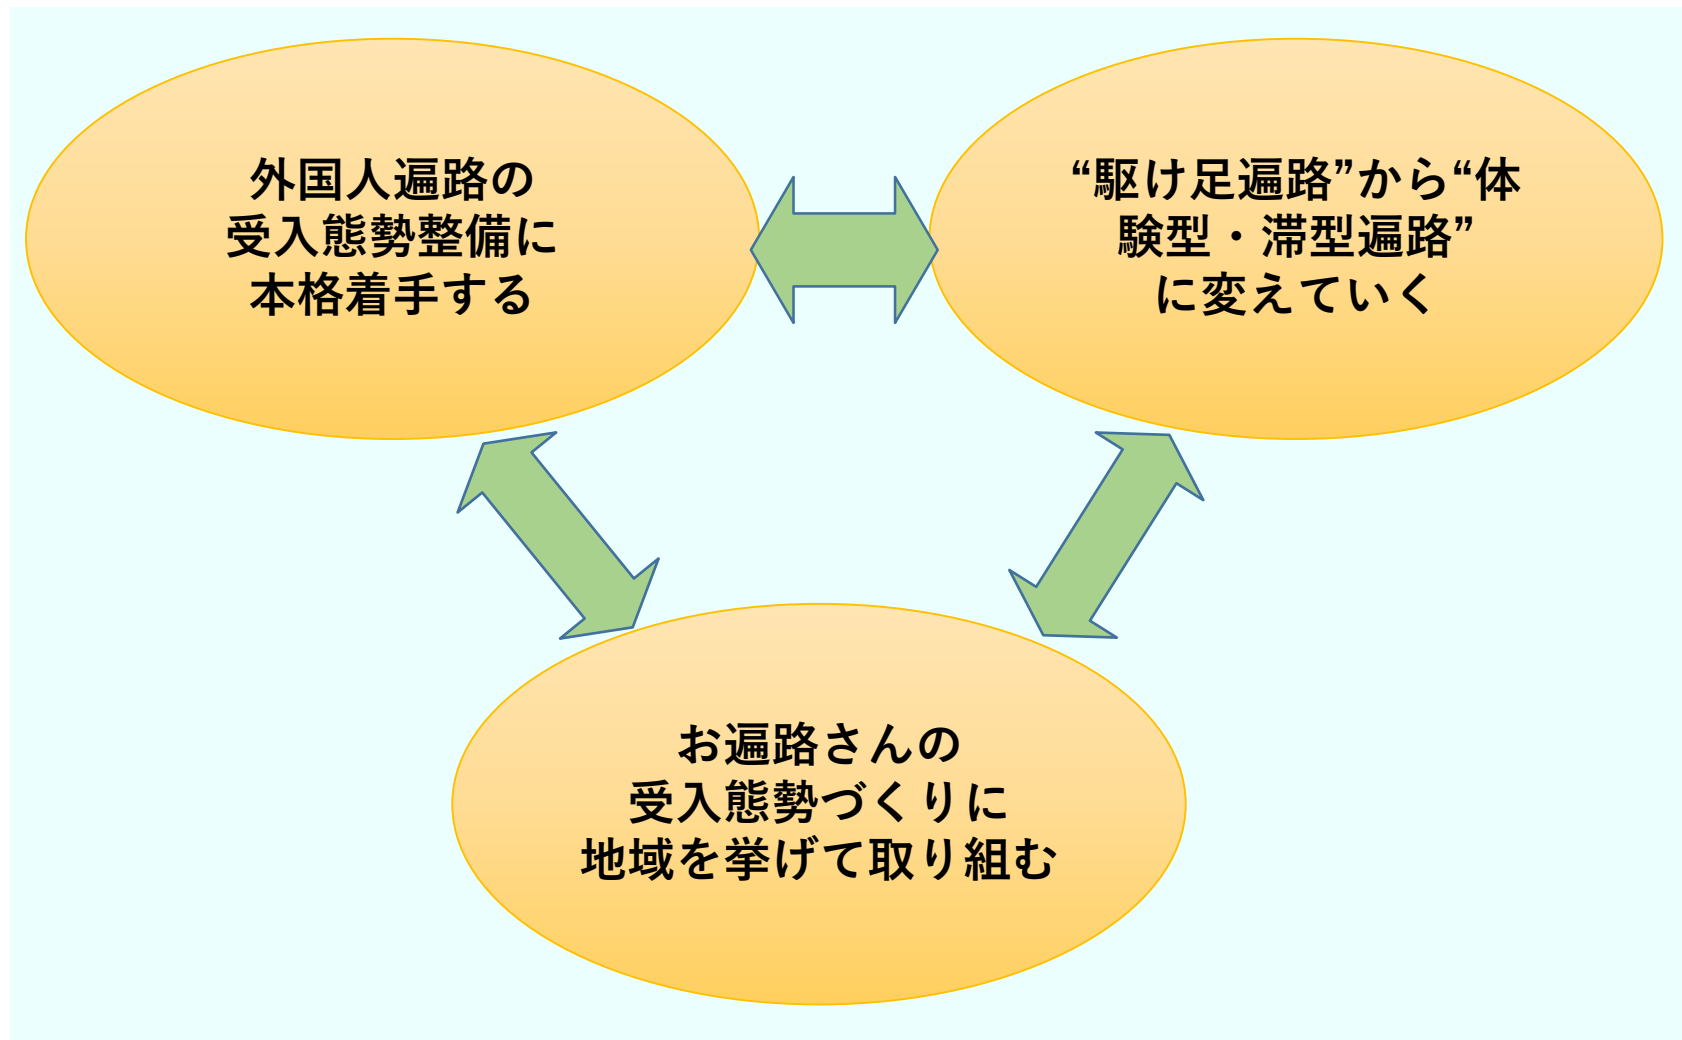 外国人遍路の
受入態勢整備に
本格着手する
“駆け足遍路”から“体
験型・滞型遍路”
に変えていく
お遍路さんの
受入態勢づくりに
地域を挙げて取り組む